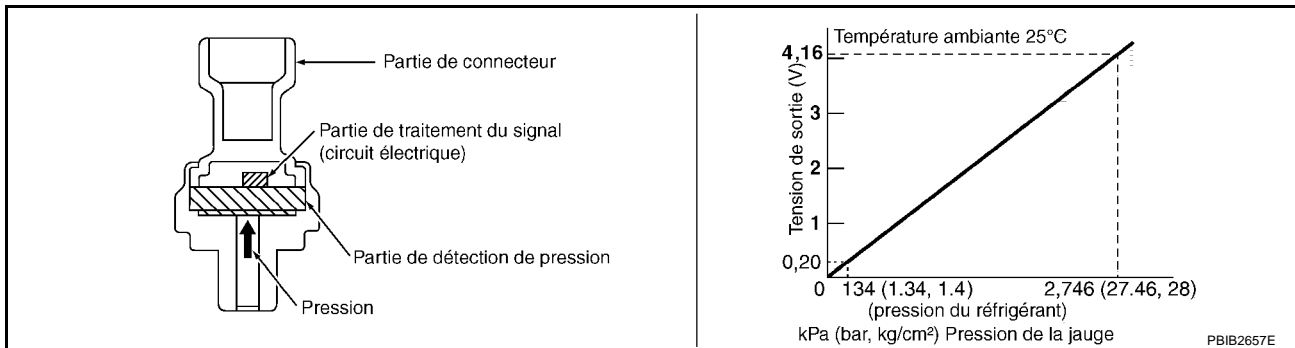 Partie de connecteur
Partie de traitement du signal
(circuit électrique)
Partie de détection de pression
Pression
Température ambiante 25°C
Tension de sortie (V)
4,16
3
2
1
0,20
0
134 (1.34, 1.4)
2,746 (27.46, 28)
(pression du réfrigérant)
kPa (bar, kg/cm²) Pression de la jauge
PBIB2657E